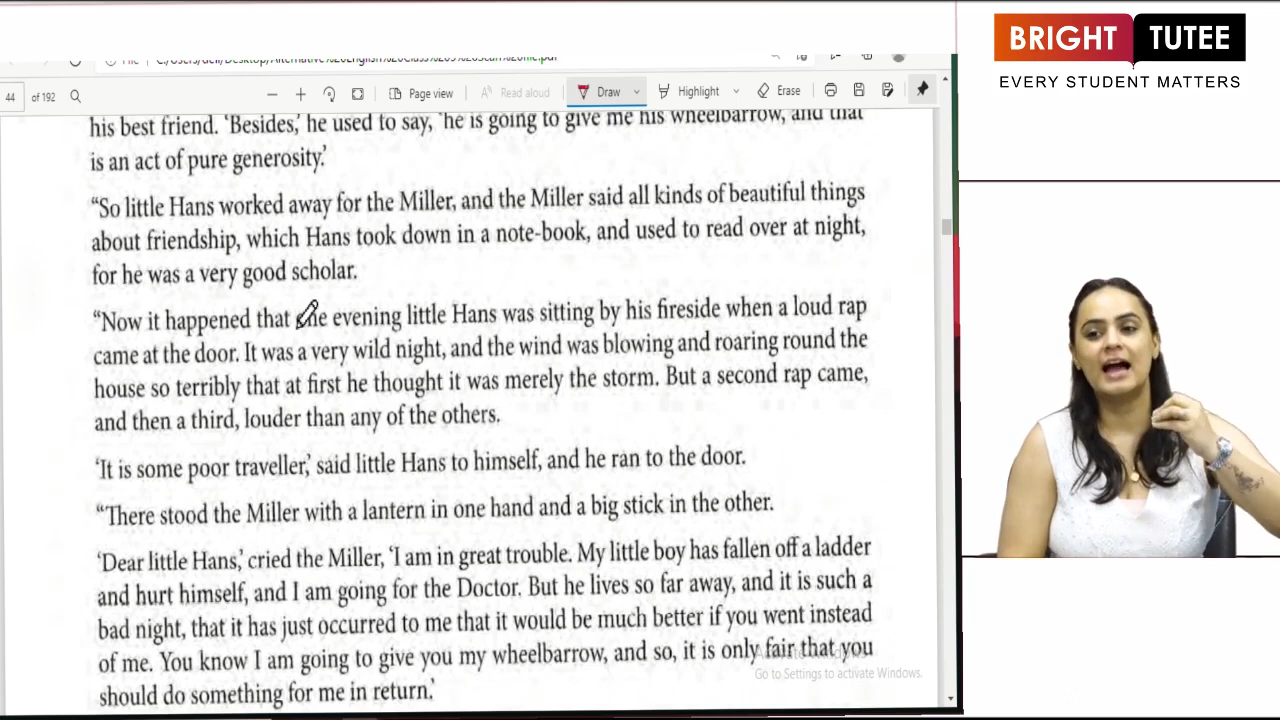 BRIGHT TUTEE
EVERY STUDENT MATTERS
44 of 192
Page view
Read aloud
Draw
Highlight
Erase
his best friend. ‘Besides,’ he used to say, ‘he is going to give me his wheelbarrow, and that
is an act of pure generosity.’
“So little Hans worked away for the Miller, and the Miller said all kinds of beautiful things
about friendship, which Hans took down in a note-book, and used to read over at night,
for he was a very good scholar.
“Now it happened that one evening little Hans was sitting by his fireside when a loud rap
came at the door. It was a very wild night, and the wind was blowing and roaring round the
house so terribly that at first he thought it was merely the storm. But a second rap came,
and then a third, louder than any of the others.
‘It is some poor traveller,’ said little Hans to himself, and he ran to the door.
“There stood the Miller with a lantern in one hand and a big stick in the other.
‘Dear little Hans,’ cried the Miller, ‘I am in great trouble. My little boy has fallen off a ladder
and hurt himself, and I am going for the Doctor. But he lives so far away, and it is such a
bad night, that it has just occurred to me that it would be much better if you went instead
of me. You know I am going to give you my wheelbarrow, and so, it is only fair that you
should do something for me in return.’
Go to Settings to activate Windows.